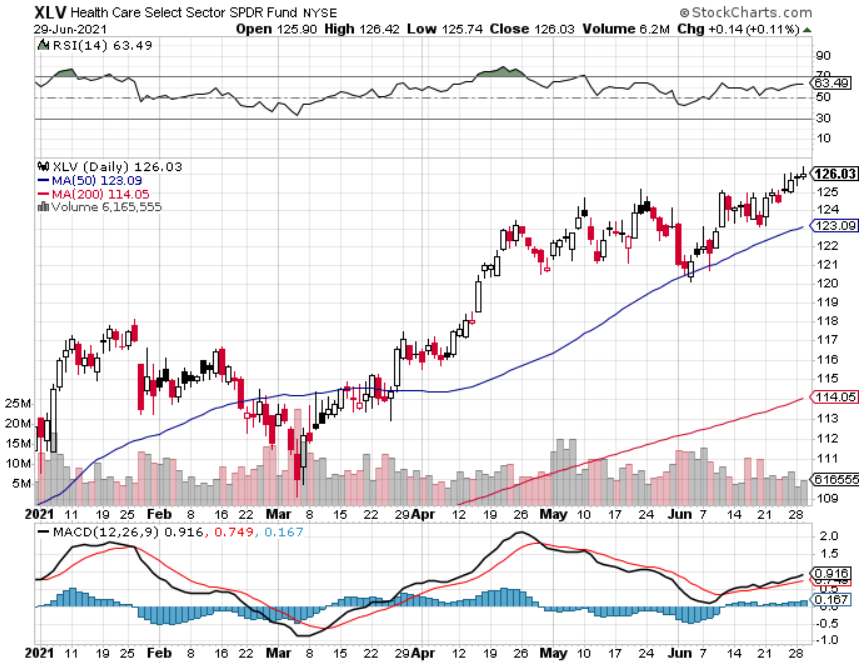 XLV Health Care Select Sector SPDR Fund NYSE © StockCharts.com
29-Jun-2021 Open 125.90 High 126.42 Low 125.74 Close 126.03 Volume 6.2M Chg +0.14 (+0.11%)
RSI(14) 63.49
90
70
63.49
50
30
10
XLV (Daily) 126.03
MA(50) 123.09
MA(200) 114.05
Volume 6,165,555
126.03
125
124
123.09
122
121
120
119
118
117
116
115
114.05
113
112
111
109
616555
25M
20M
15M
10M
5M
2021 11 19 25 Feb 8 16 22 Mar 8 15 22 29 Apr 12 19 26 May 10 17 24 Jun 7 14 21 28
MACD(12,26,9) 0.916, 0.749, 0.167
2.0
1.5
0.916
0.749
0.5
0.167
0.0
-0.5
-1.0
2021 11 19 25 Feb 8 16 22 Mar 8 15 22 29 Apr 12 19 26 May 10 17 24 Jun 7 14 21 28